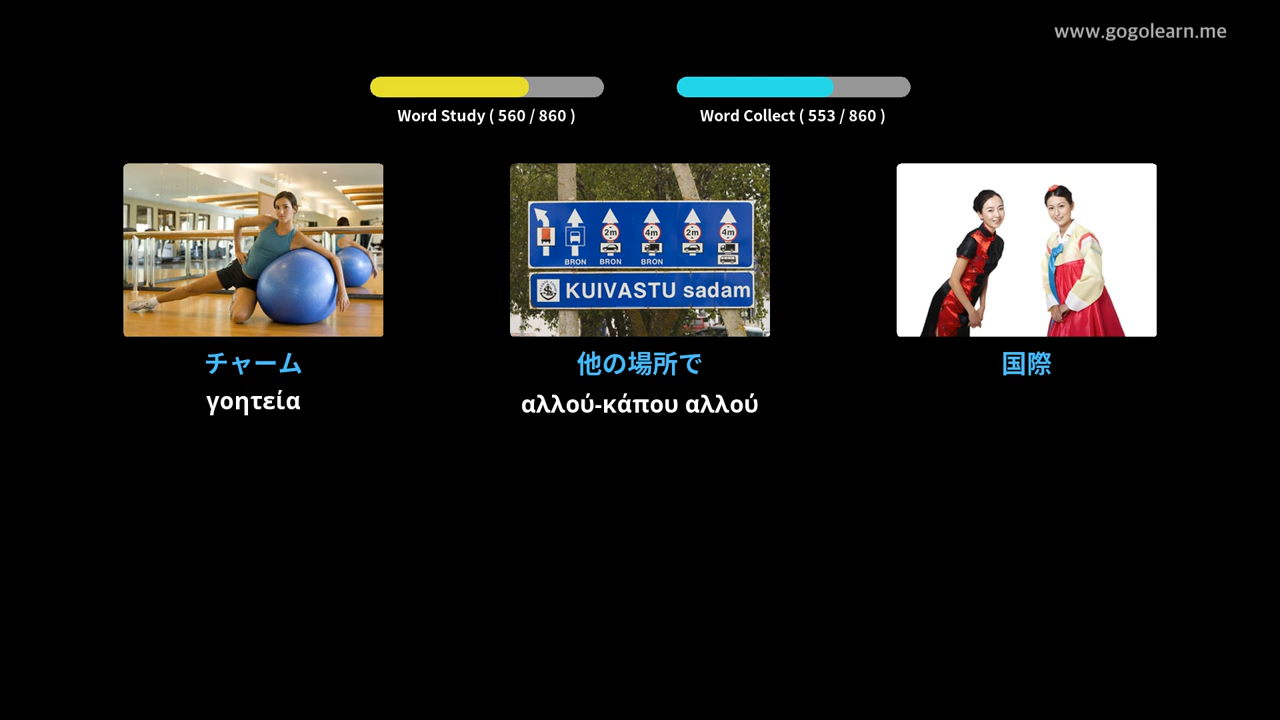 www.gogolearn.me
Word Study ( 560 / 860 )
Word Collect ( 553 / 860 )
2m
4m
2m
4m
BRON
BRON
BRON
KUIVASTU sadam
チャーム
他の場所で
国際
γοητεία
αλλού-κάπου αλλού